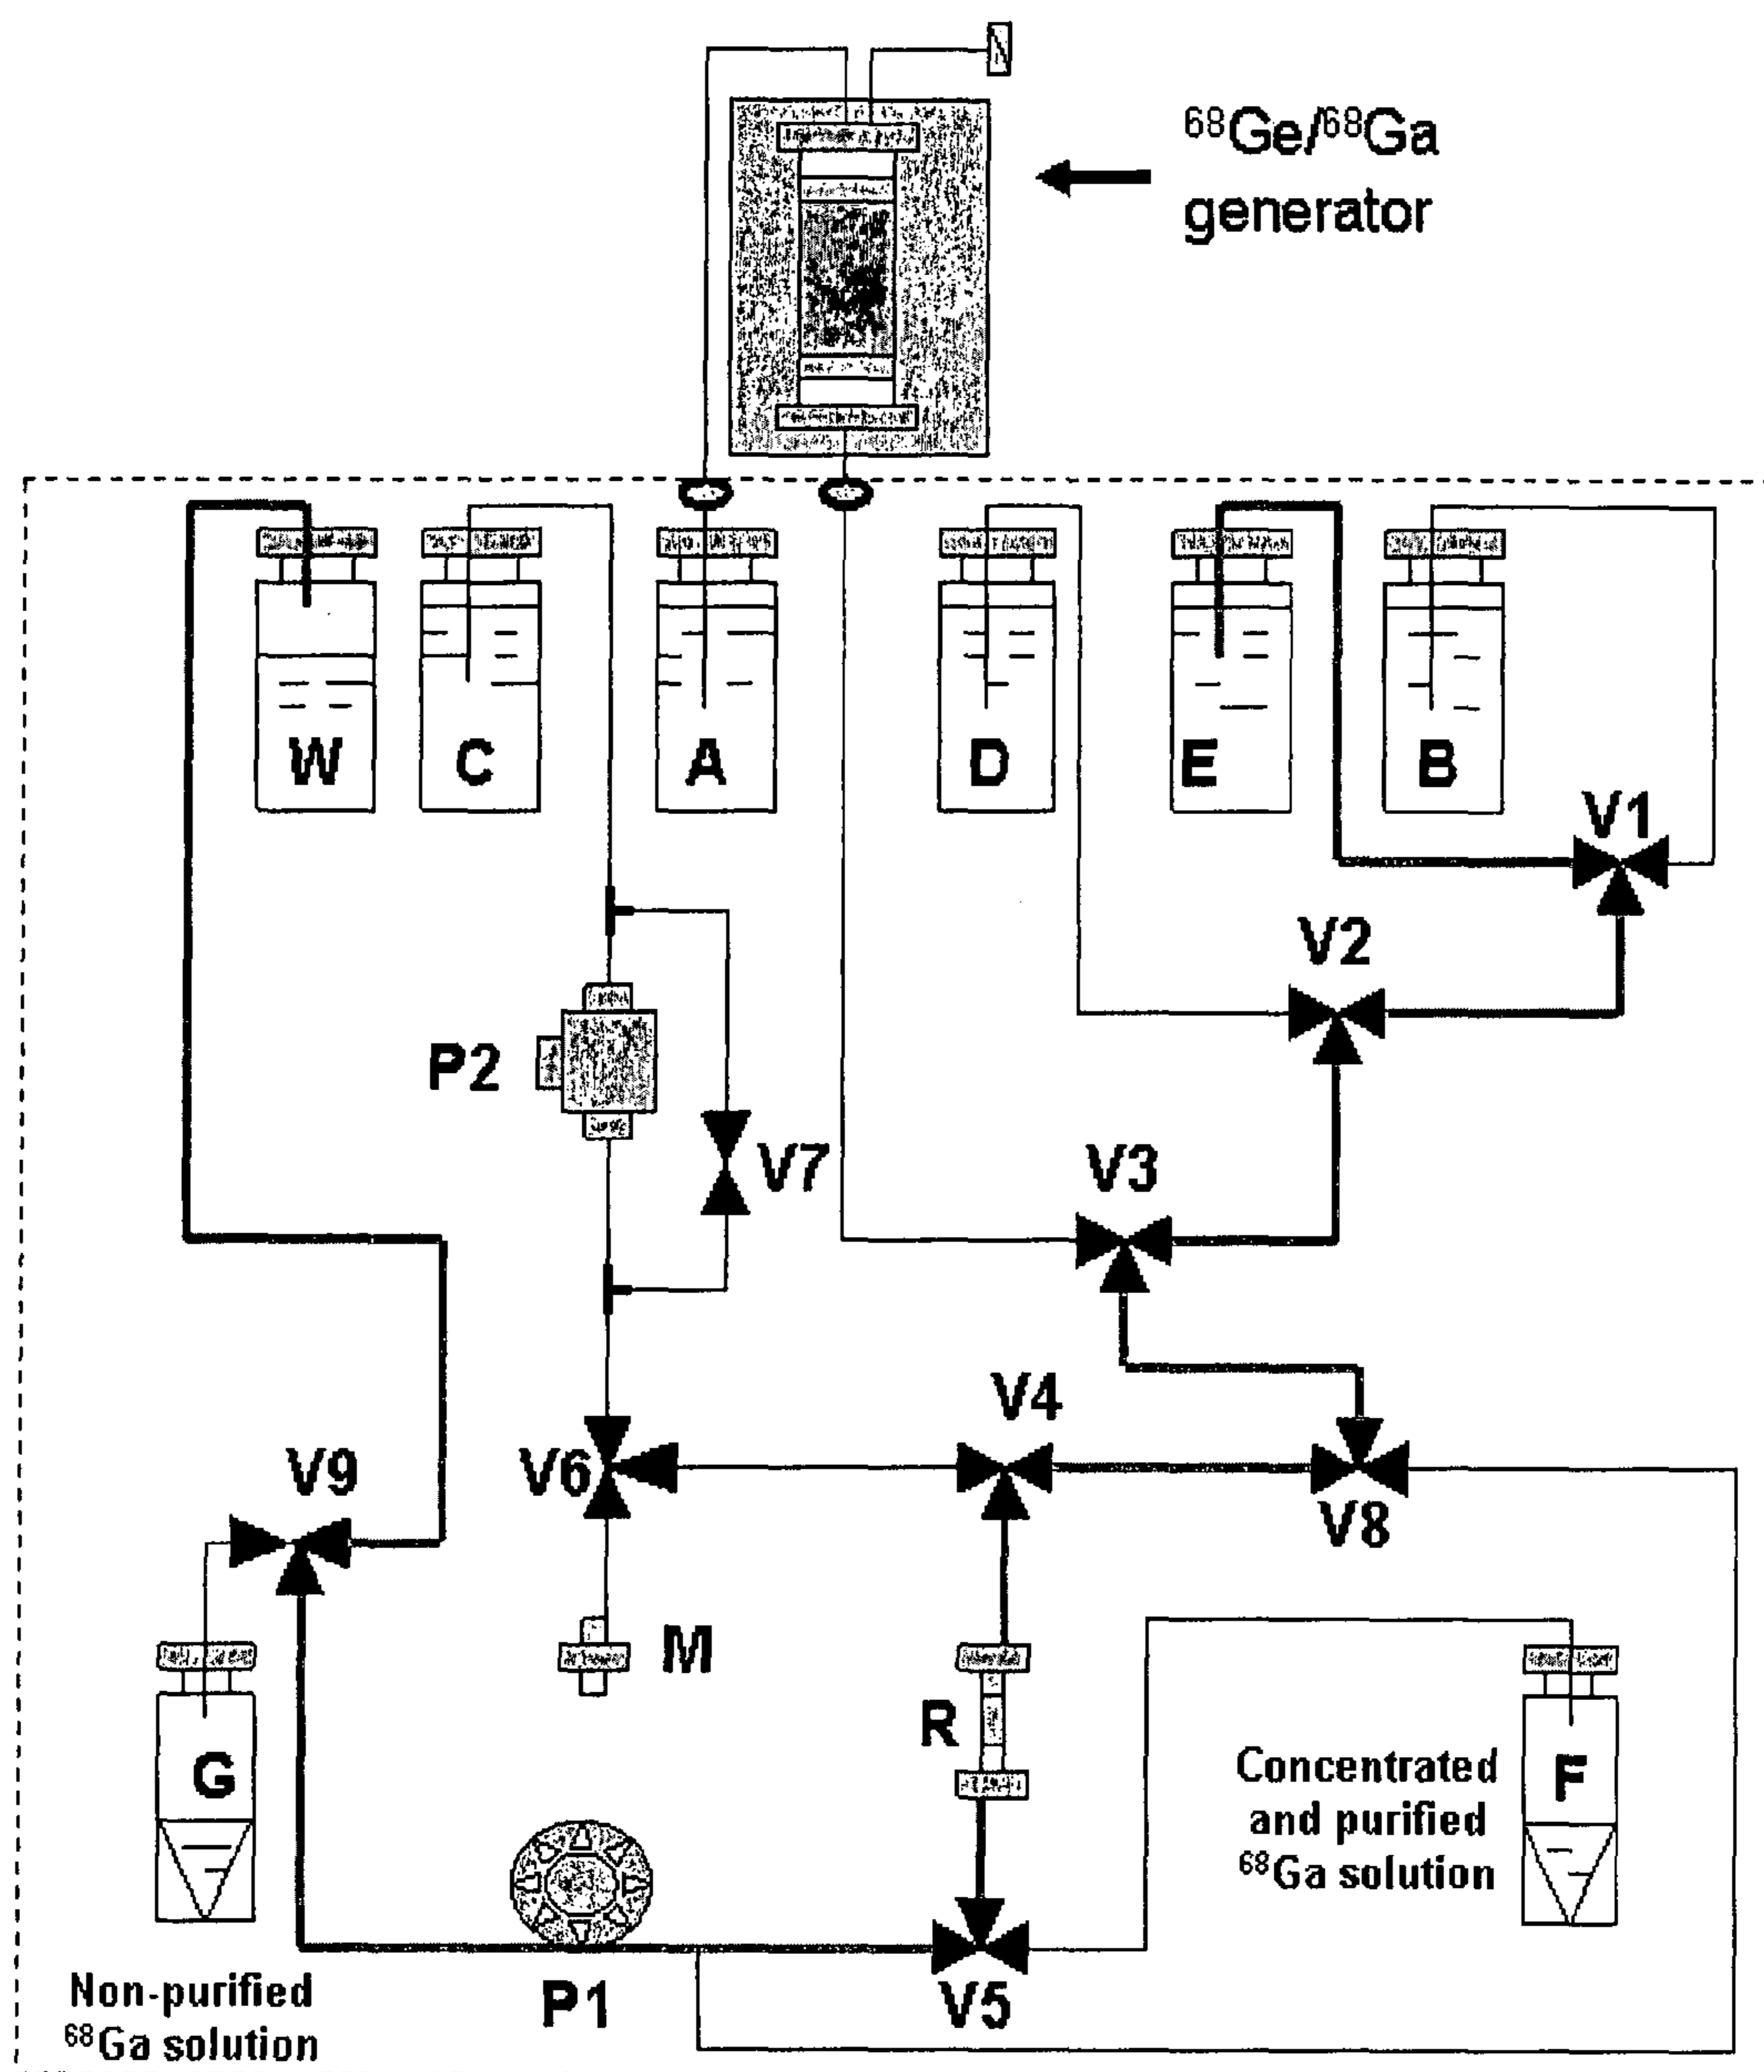 ⁶⁸Ge/⁶⁸Ga
generator
W
C
A
D
E
B
V1
V2
P2
V7
V3
V4
V6
V9
V8
M
R
G
F
Concentrated
and purified
⁶⁸Ga solution
P1
V5
Non-purified
⁶⁸Ga solution